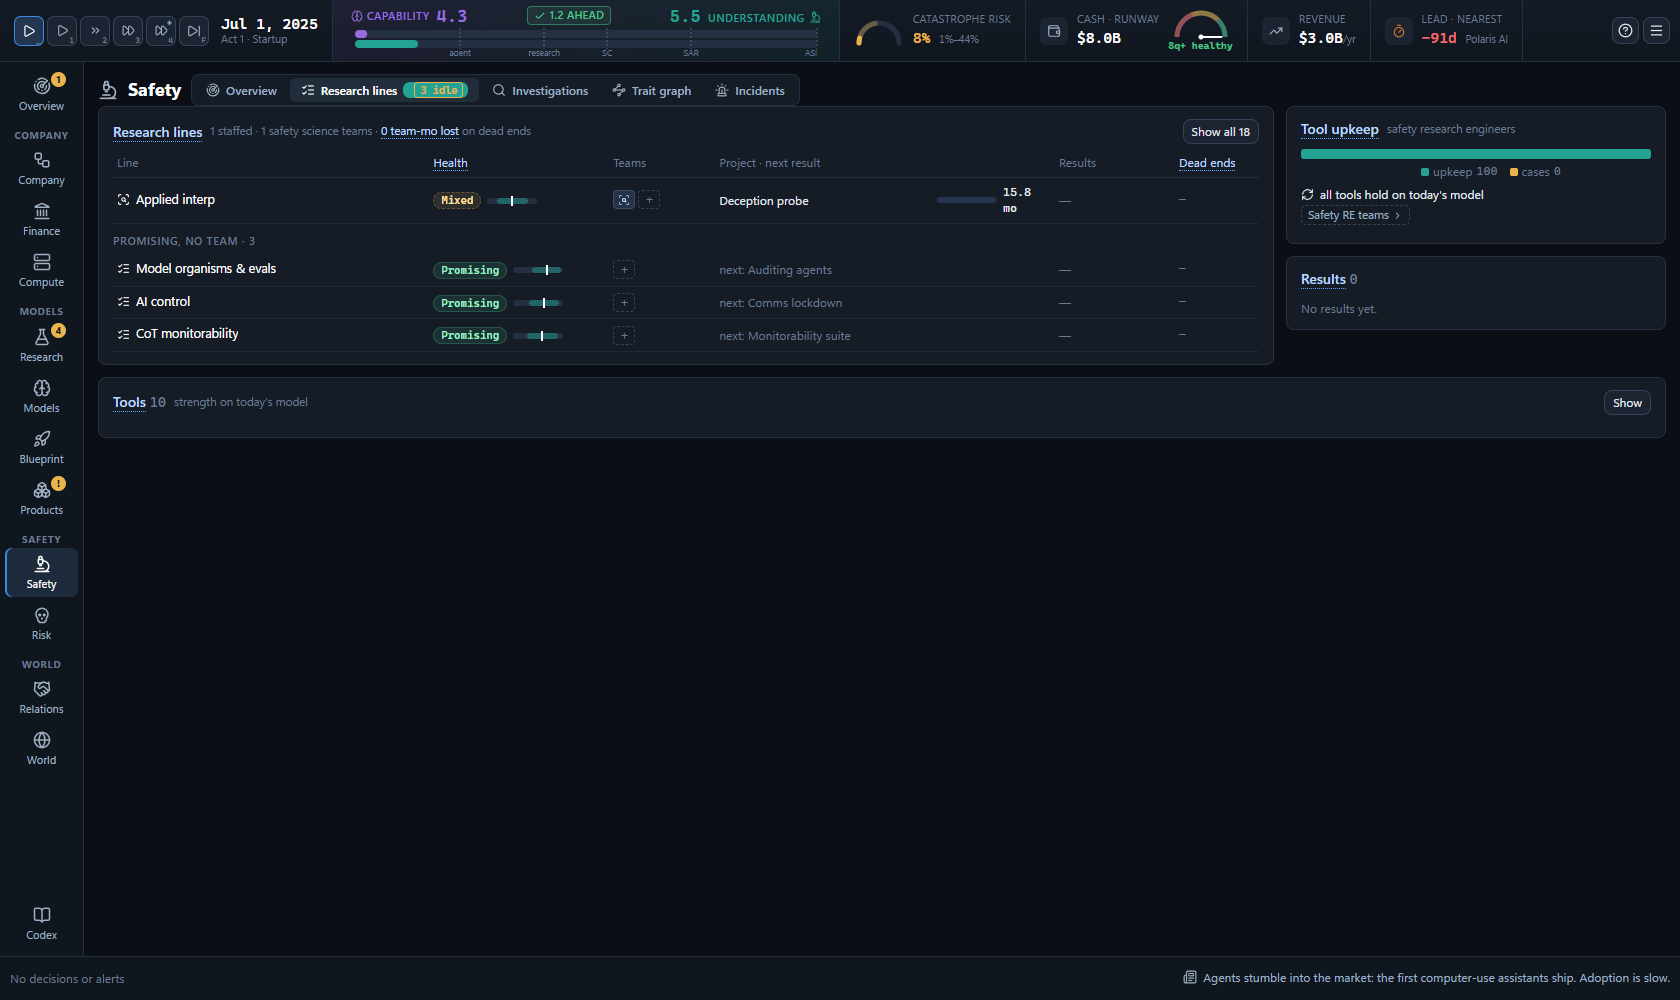 Jul 1, 2025
Act 1 · Startup
1
2
3
4
F
CAPABILITY 4.3
1.2 AHEAD
5.5 UNDERSTANDING
agent
research
SC
SAR
ASI
CATASTROPHE RISK
8% 1%–44%
CASH · RUNWAY
$8.0B
8q+ healthy
REVENUE
$3.0B/yr
LEAD · NEAREST
−91d Polaris AI
1
Overview
COMPANY
Company
Finance
Compute
MODELS
4
Research
Models
Blueprint
!
Products
SAFETY
Safety
Risk
WORLD
Relations
World
Codex
Safety
Overview
Research lines 3 idle
Investigations
Trait graph
Incidents
Research lines 1 staffed · 1 safety science teams · 0 team-mo lost on dead ends
Show all 18
Line Health Teams Project · next result Results Dead ends
Applied interp Mixed + Deception probe 15.8 mo — –
PROMISING, NO TEAM · 3
Model organisms & evals Promising + next: Auditing agents — –
AI control Promising + next: Comms lockdown — –
CoT monitorability Promising + next: Monitorability suite — –
Tool upkeep safety research engineers
upkeep 100 cases 0
all tools hold on today's model
Safety RE teams ›
Results 0
No results yet.
Tools 10 strength on today's model
Show
No decisions or alerts
Agents stumble into the market: the first computer-use assistants ship. Adoption is slow.